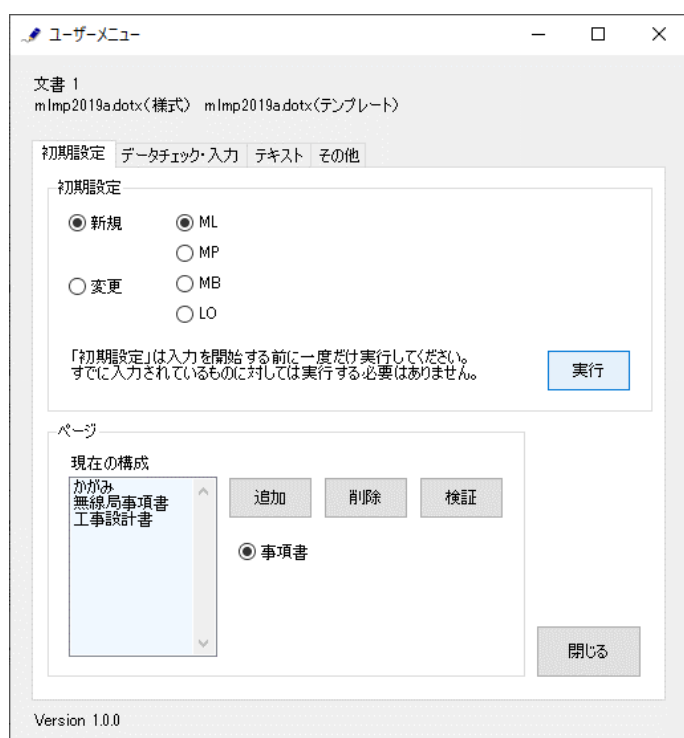 ユーザーメニュー
文書 1
mlmp2019a.dotx(様式) mlmp2019a.dotx(テンプレート)
初期設定 データチェック・入力 テキスト その他
初期設定
新規 ML
MP
変更 MB
LO
「初期設定」は入力を開始する前に一度だけ実行してください。
すでに入力されているものに対しては実行する必要はありません。
実行
ページ
現在の構成
かがみ
無線局事項書
工事設計書
追加 削除 検証
事項書
閉じる
Version 1.0.0